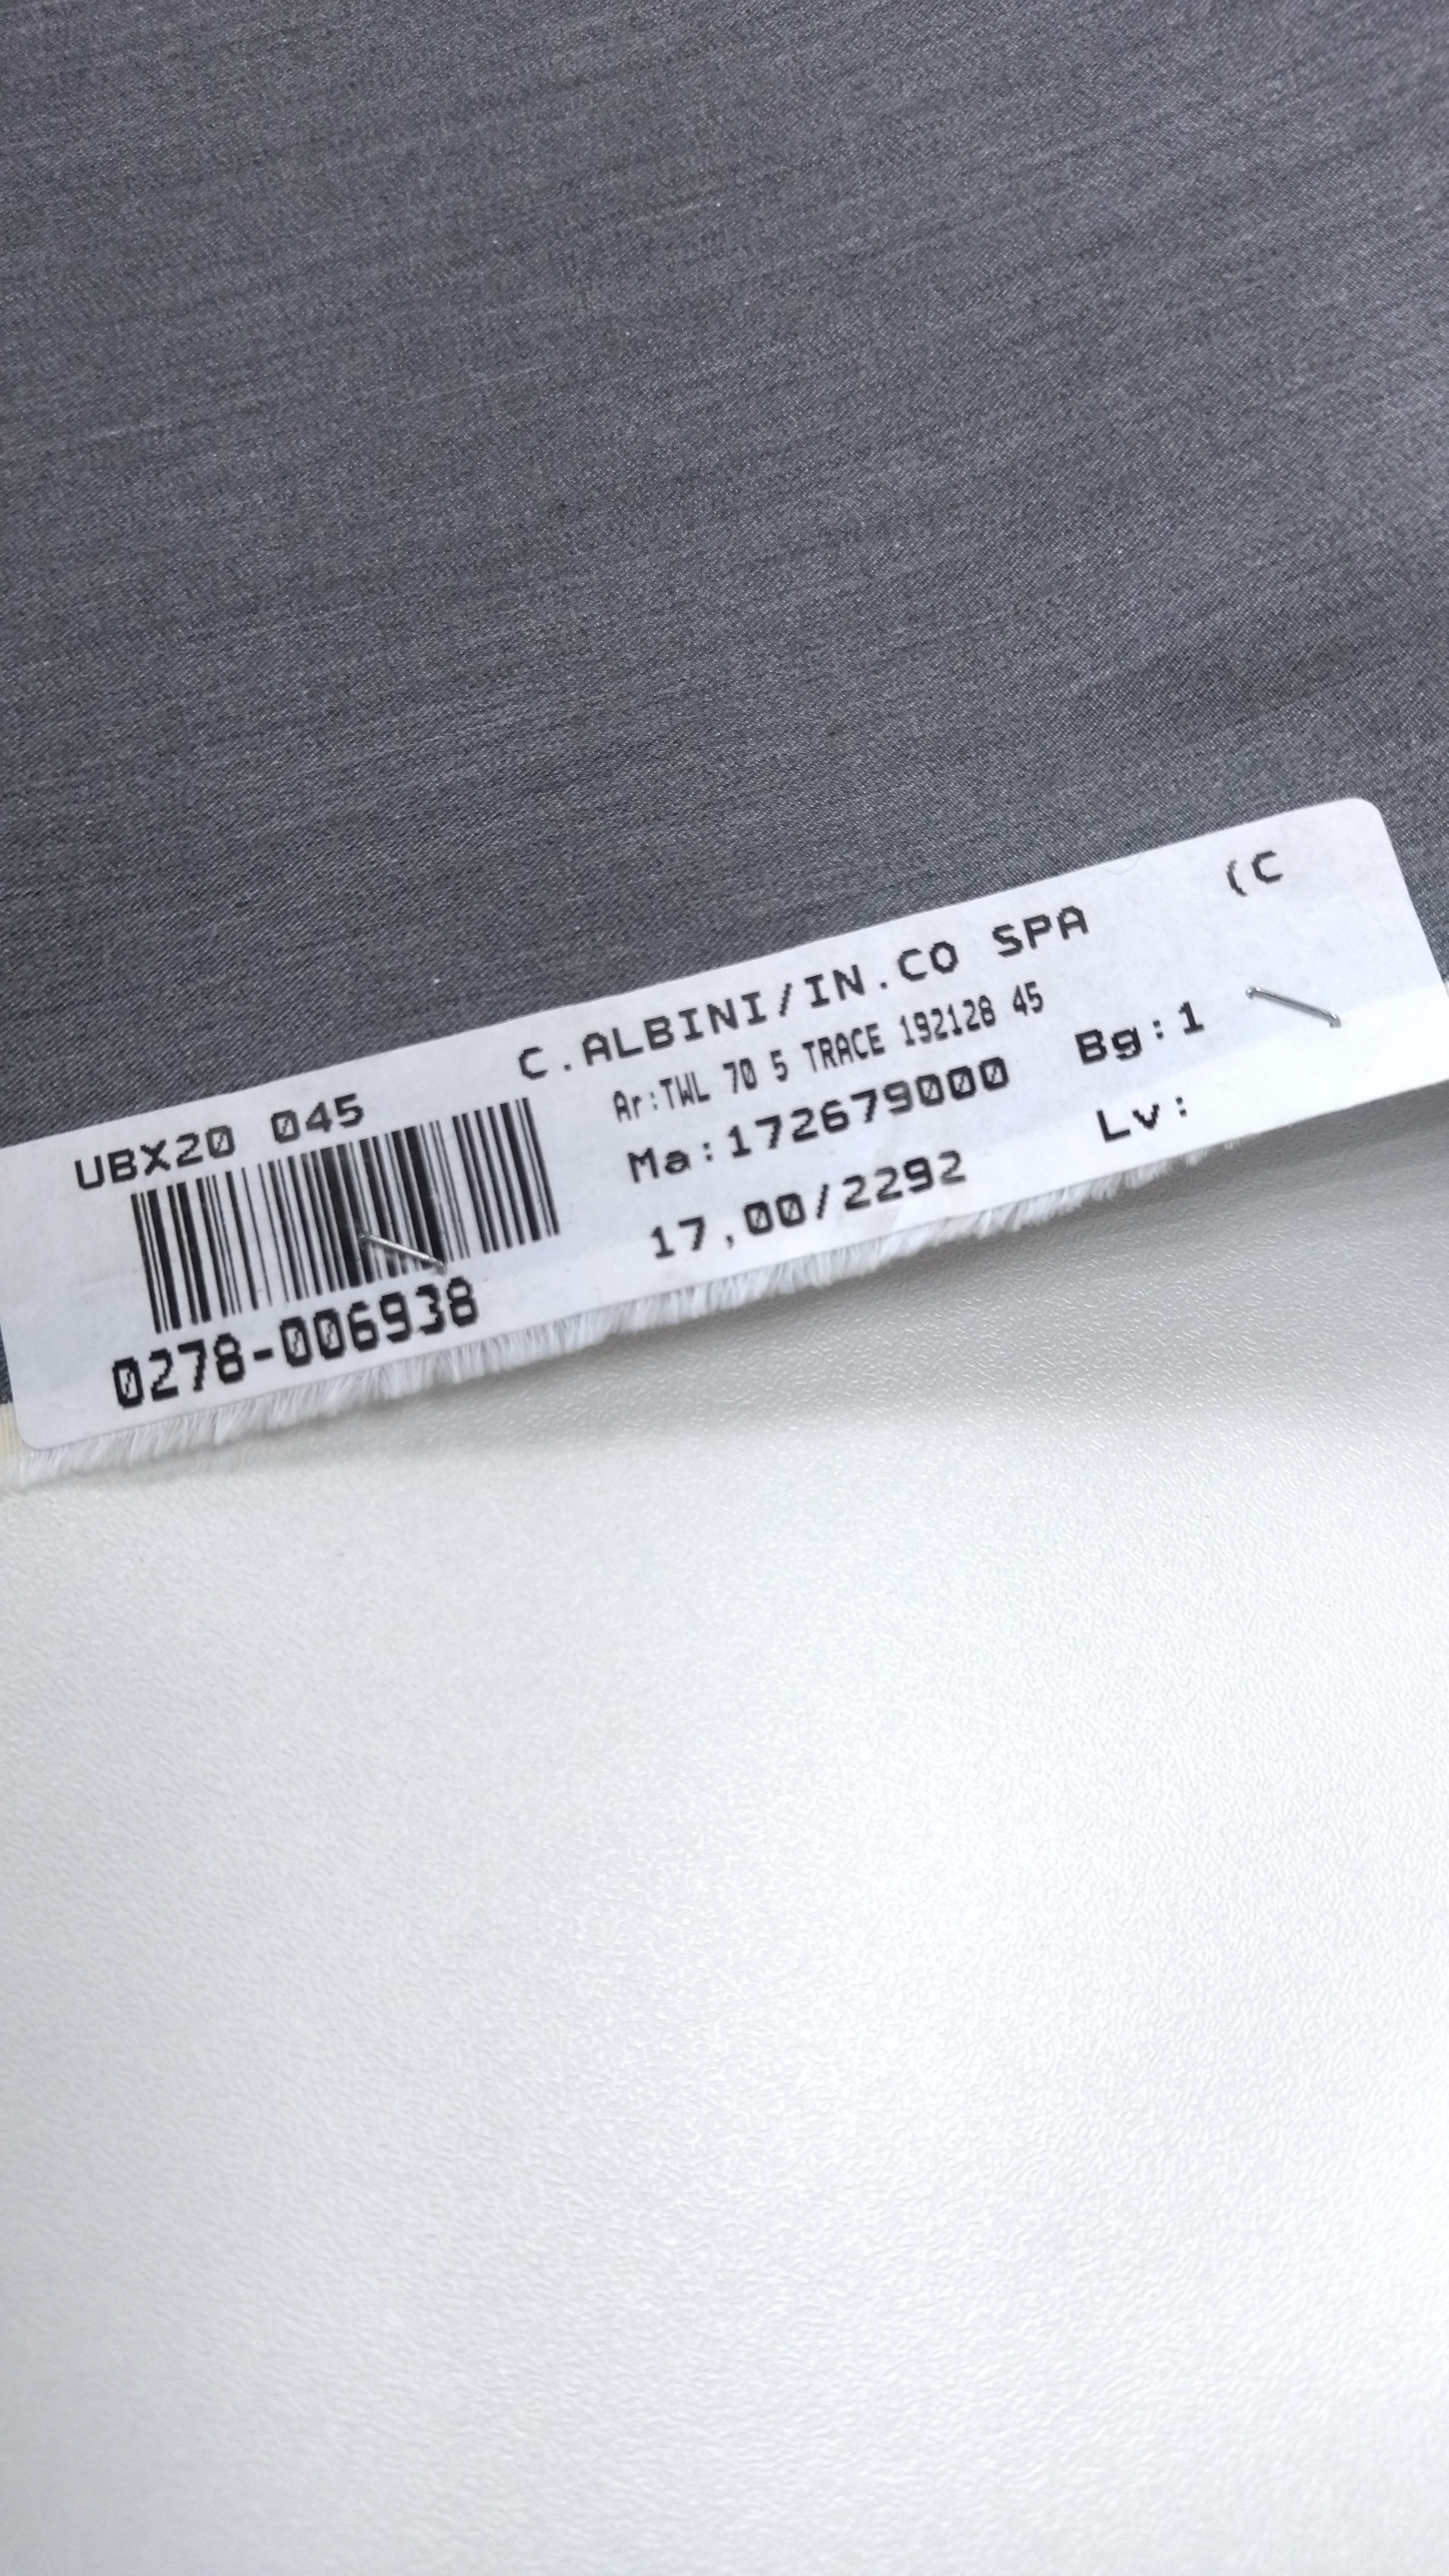 C.ALBINI/IN.CO SPA (C
UBX20 045
Ar:TWL 70 5 TRACE 192128 45
Ma:172679000 Bg:1
17,00/2292 Lv:
0278-006938